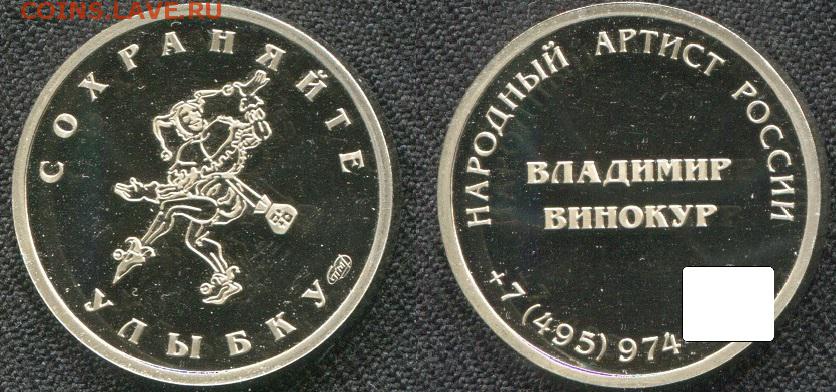 COINS.LAVE.RU
СОХРАНЯЙТЕ
УЛЫБКУ
НАРОДНЫЙ АРТИСТ РОССИИ
ВЛАДИМИР
ВИНОКУР
+7(495) 974